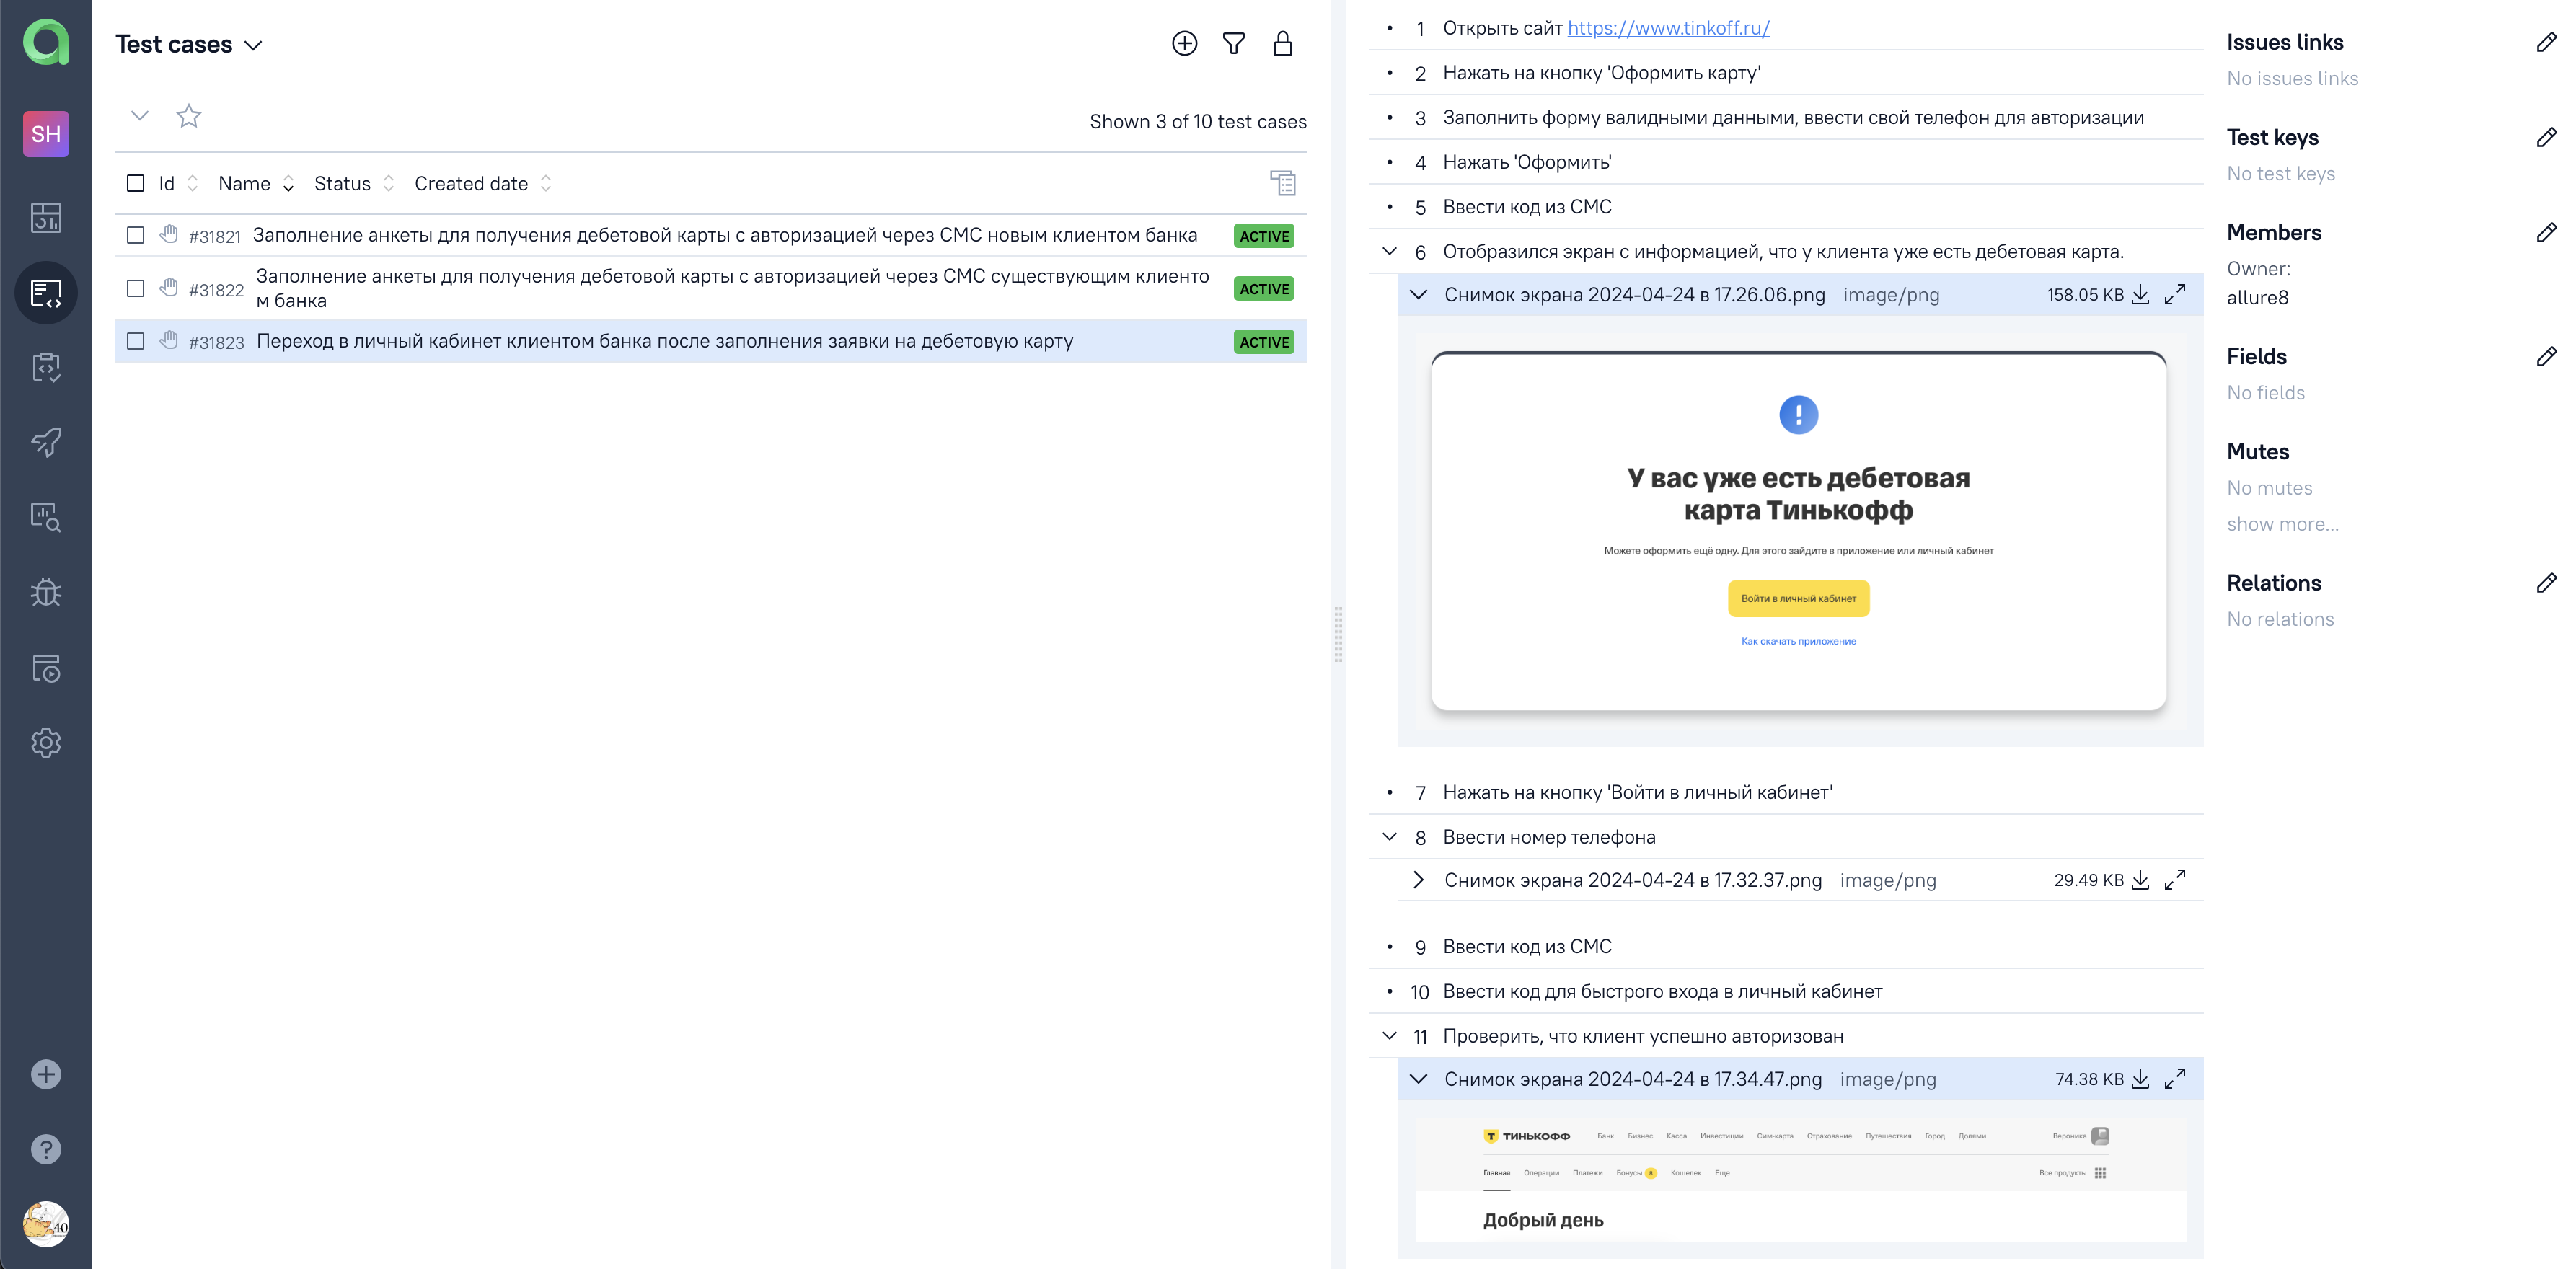 SH
40
Test cases
Shown 3 of 10 test cases
Id Name Status Created date
#31821 Заполнение анкеты для получения дебетовой карты с авторизацией через СМС новым клиентом банка ACTIVE
#31822 Заполнение анкеты для получения дебетовой карты с авторизацией через СМС существующим клиенто
м банка ACTIVE
#31823 Переход в личный кабинет клиентом банка после заполнения заявки на дебетовую карту ACTIVE
1 Открыть сайт https://www.tinkoff.ru/
2 Нажать на кнопку 'Оформить карту'
3 Заполнить форму валидными данными, ввести свой телефон для авторизации
4 Нажать 'Оформить'
5 Ввести код из СМС
6 Отобразился экран с информацией, что у клиента уже есть дебетовая карта.
Снимок экрана 2024-04-24 в 17.26.06.png image/png 158.05 KB
!
У вас уже есть дебетовая
карта Тинькофф
Можете оформить ещё одну. Для этого зайдите в приложение или личный кабинет
Войти в личный кабинет
Как скачать приложение
7 Нажать на кнопку 'Войти в личный кабинет'
8 Ввести номер телефона
Снимок экрана 2024-04-24 в 17.32.37.png image/png 29.49 KB
9 Ввести код из СМС
10 Ввести код для быстрого входа в личный кабинет
11 Проверить, что клиент успешно авторизован
Снимок экрана 2024-04-24 в 17.34.47.png image/png 74.38 KB
ТИНЬКОФФ Банк Бизнес Касса Инвестиции Сим-карта Страхование Путешествия Город Долями Вероника
Главная Операции Платежи Бонусы 8 Кошелек Еще Все продукты
Добрый день
Issues links
No issues links
Test keys
No test keys
Members
Owner:
allure8
Fields
No fields
Mutes
No mutes
show more...
Relations
No relations